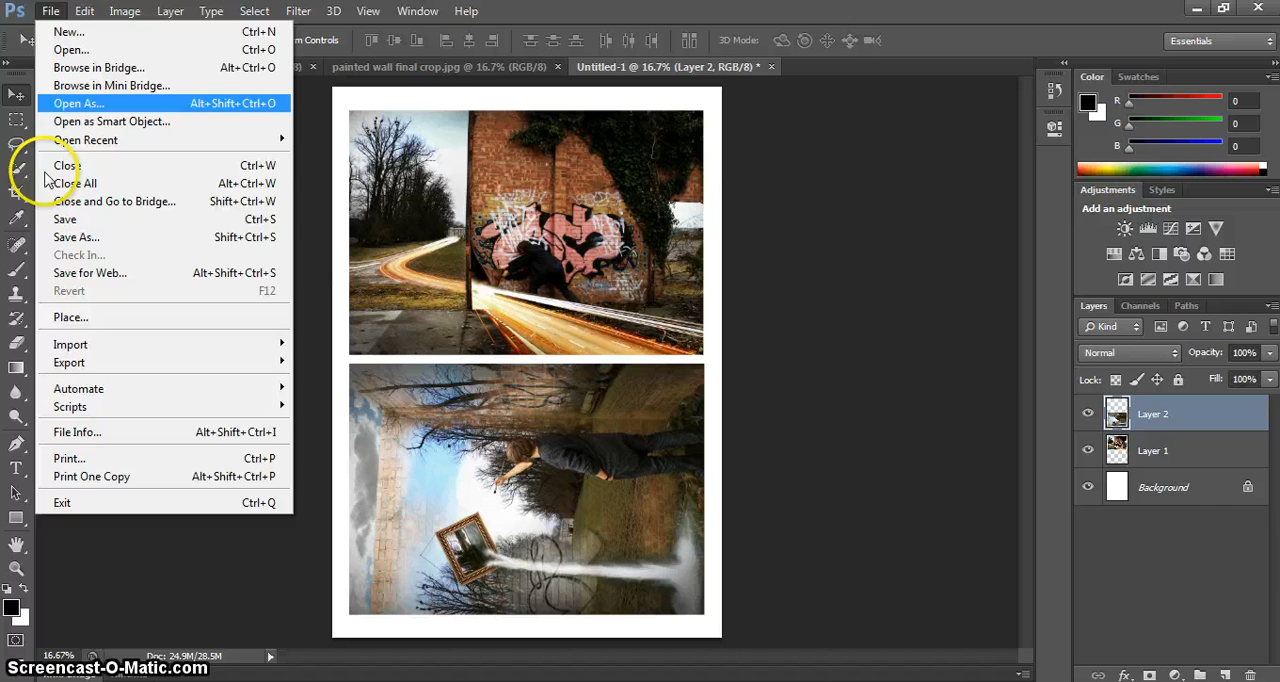 Ps File Edit Image Layer Type Select Filter 3D View Window Help
m Controls 3D Mode: Essentials
) × painted wall final crop.jpg @ 16.7% (RGB/8) × Untitled-1 @ 16.7% (Layer 2, RGB/8) * ×
New... Ctrl+N
Open... Ctrl+O
Browse in Bridge... Alt+Ctrl+O
Browse in Mini Bridge...
Open As... Alt+Shift+Ctrl+O
Open as Smart Object...
Open Recent
Close Ctrl+W
Close All Alt+Ctrl+W
Close and Go to Bridge... Shift+Ctrl+W
Save Ctrl+S
Save As... Shift+Ctrl+S
Check In...
Save for Web... Alt+Shift+Ctrl+S
Revert F12
Place...
Import
Export
Automate
Scripts
File Info... Alt+Shift+Ctrl+I
Print... Ctrl+P
Print One Copy Alt+Shift+Ctrl+P
Exit Ctrl+Q
Color Swatches
R 0
G 0
B 0
Adjustments Styles
Add an adjustment
Layers Channels Paths
Kind
Normal Opacity: 100%
Lock: Fill: 100%
Layer 2
Layer 1
Background
16.67% Doc: 24.9M/28.5M
Screencast-O-Matic.com